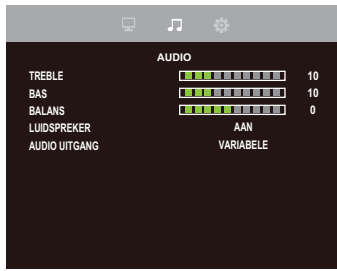 AUDIO
TREBLE 10
BAS 10
BALANS 0
LUIDSPREKER AAN
AUDIO UITGANG VARIABELE